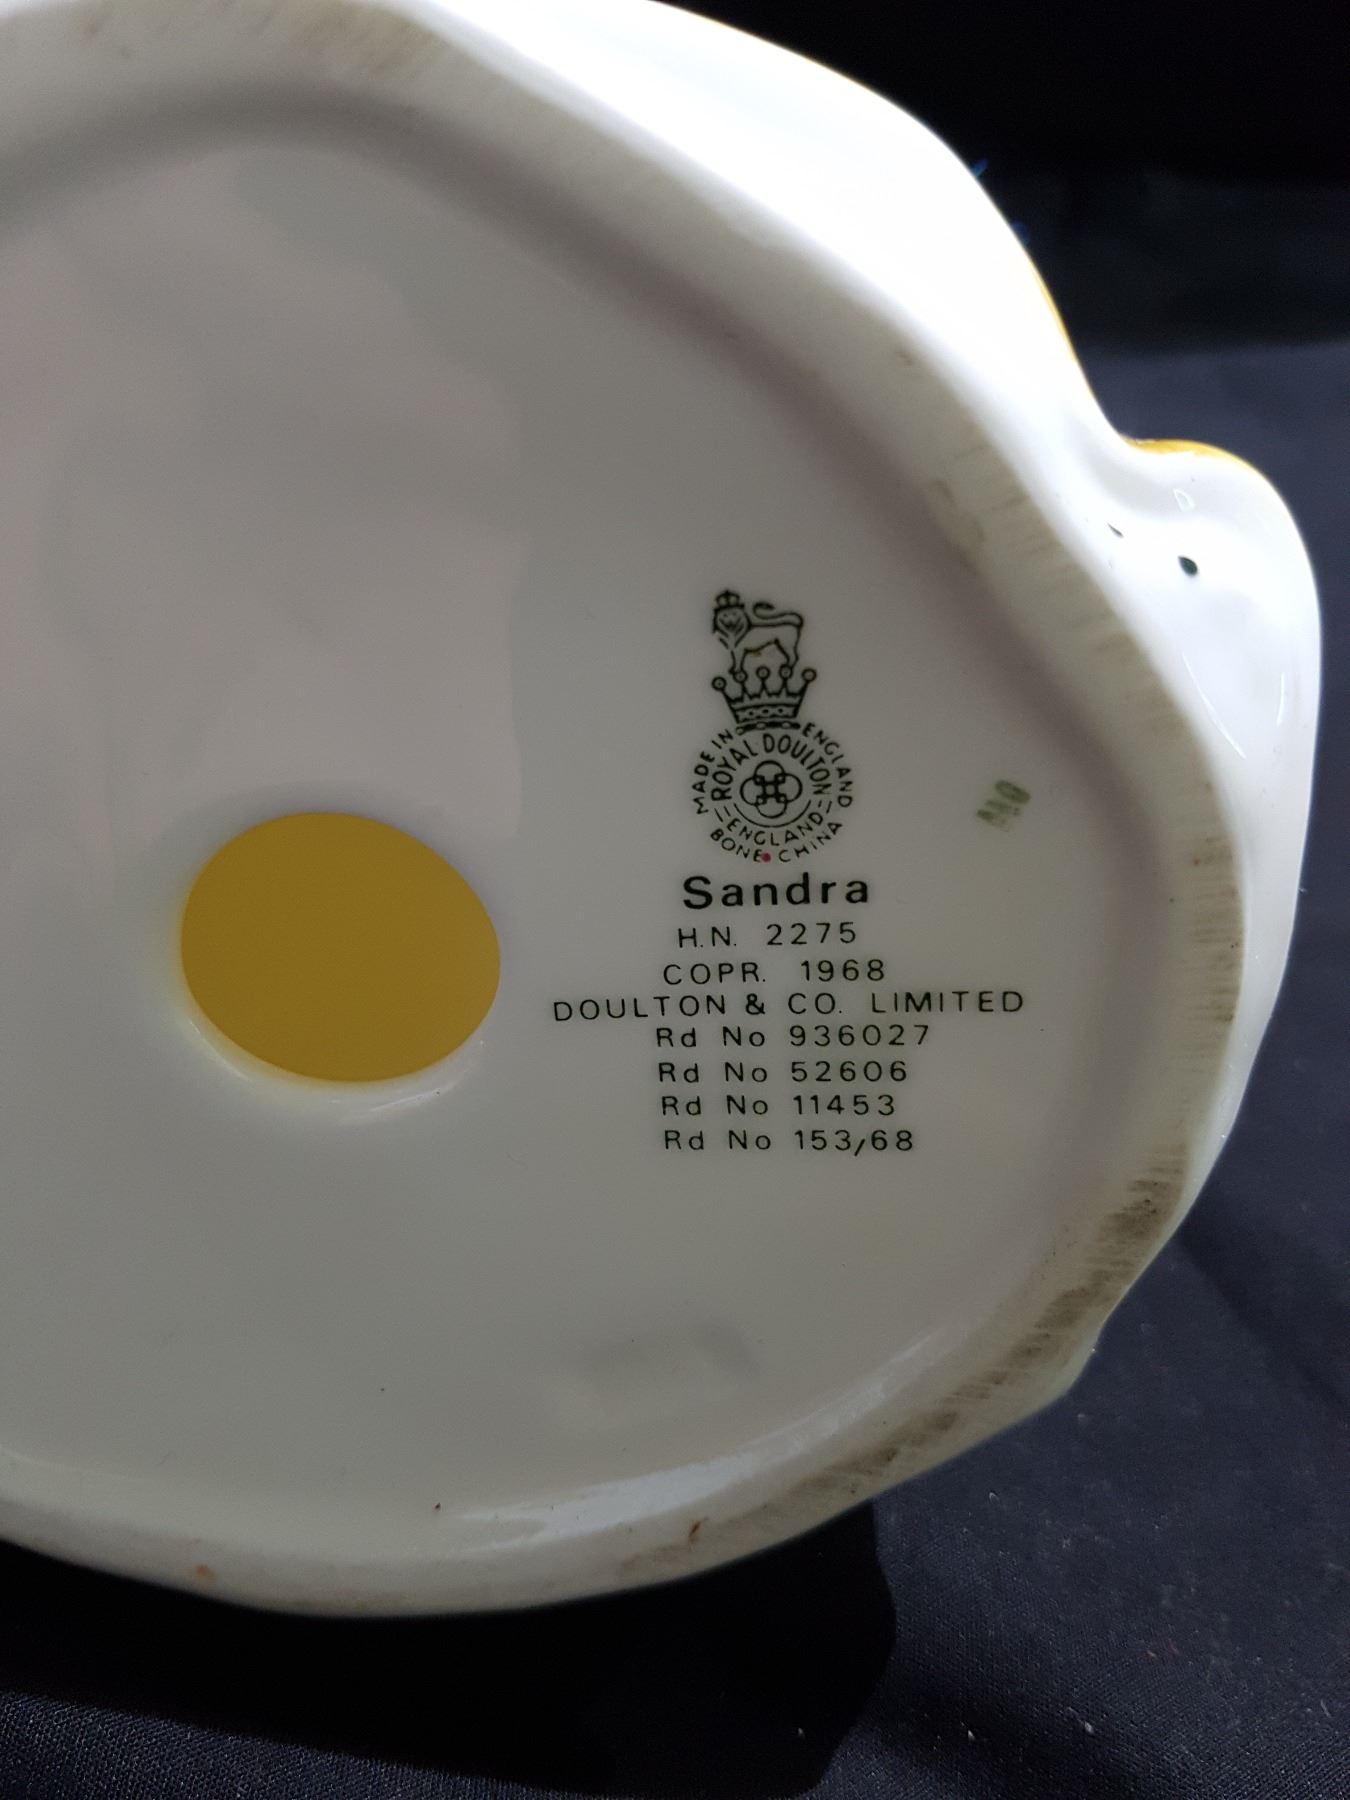 MADE IN ENGLAND
ROYAL DOULTON
ENGLAND
BONE CHINA
Sandra
H.N. 2275
COPR. 1968
DOULTON & CO. LIMITED
Rd No 936027
Rd No 52606
Rd No 11453
Rd No 153/68